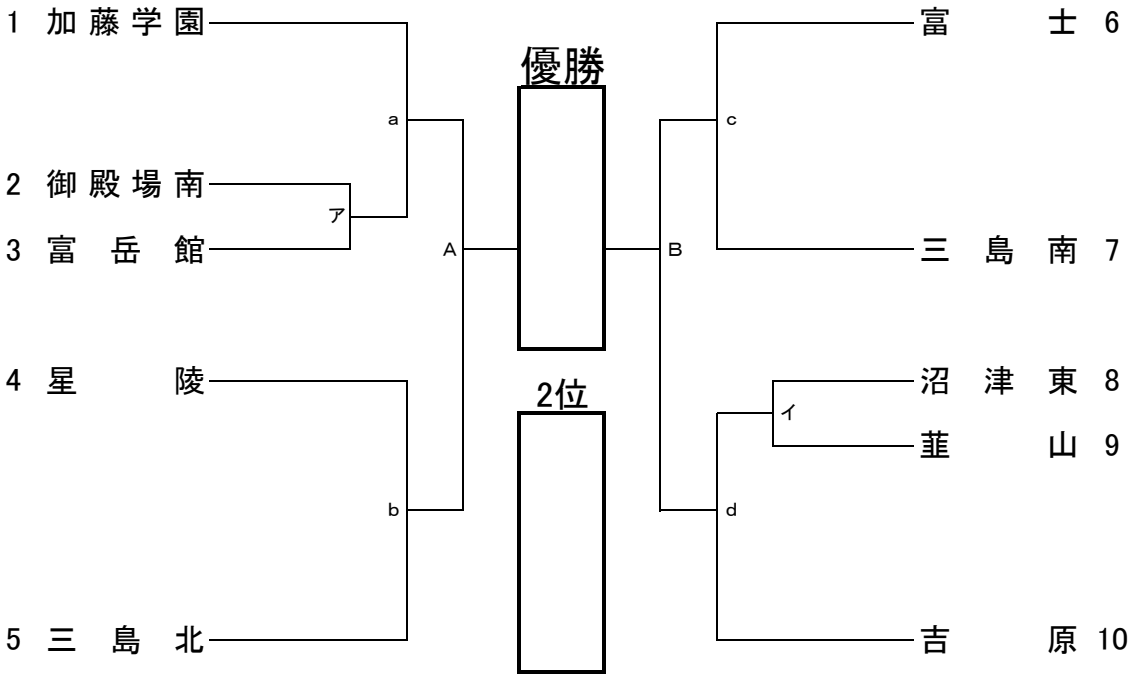 1 加藤学園
a
2 御殿場南
ア
3 富岳館
A
4 星陵
b
5 三島北
優勝
2位
富士 6
c
三島南 7
B
沼津東 8
イ
韮山 9
d
吉原 10